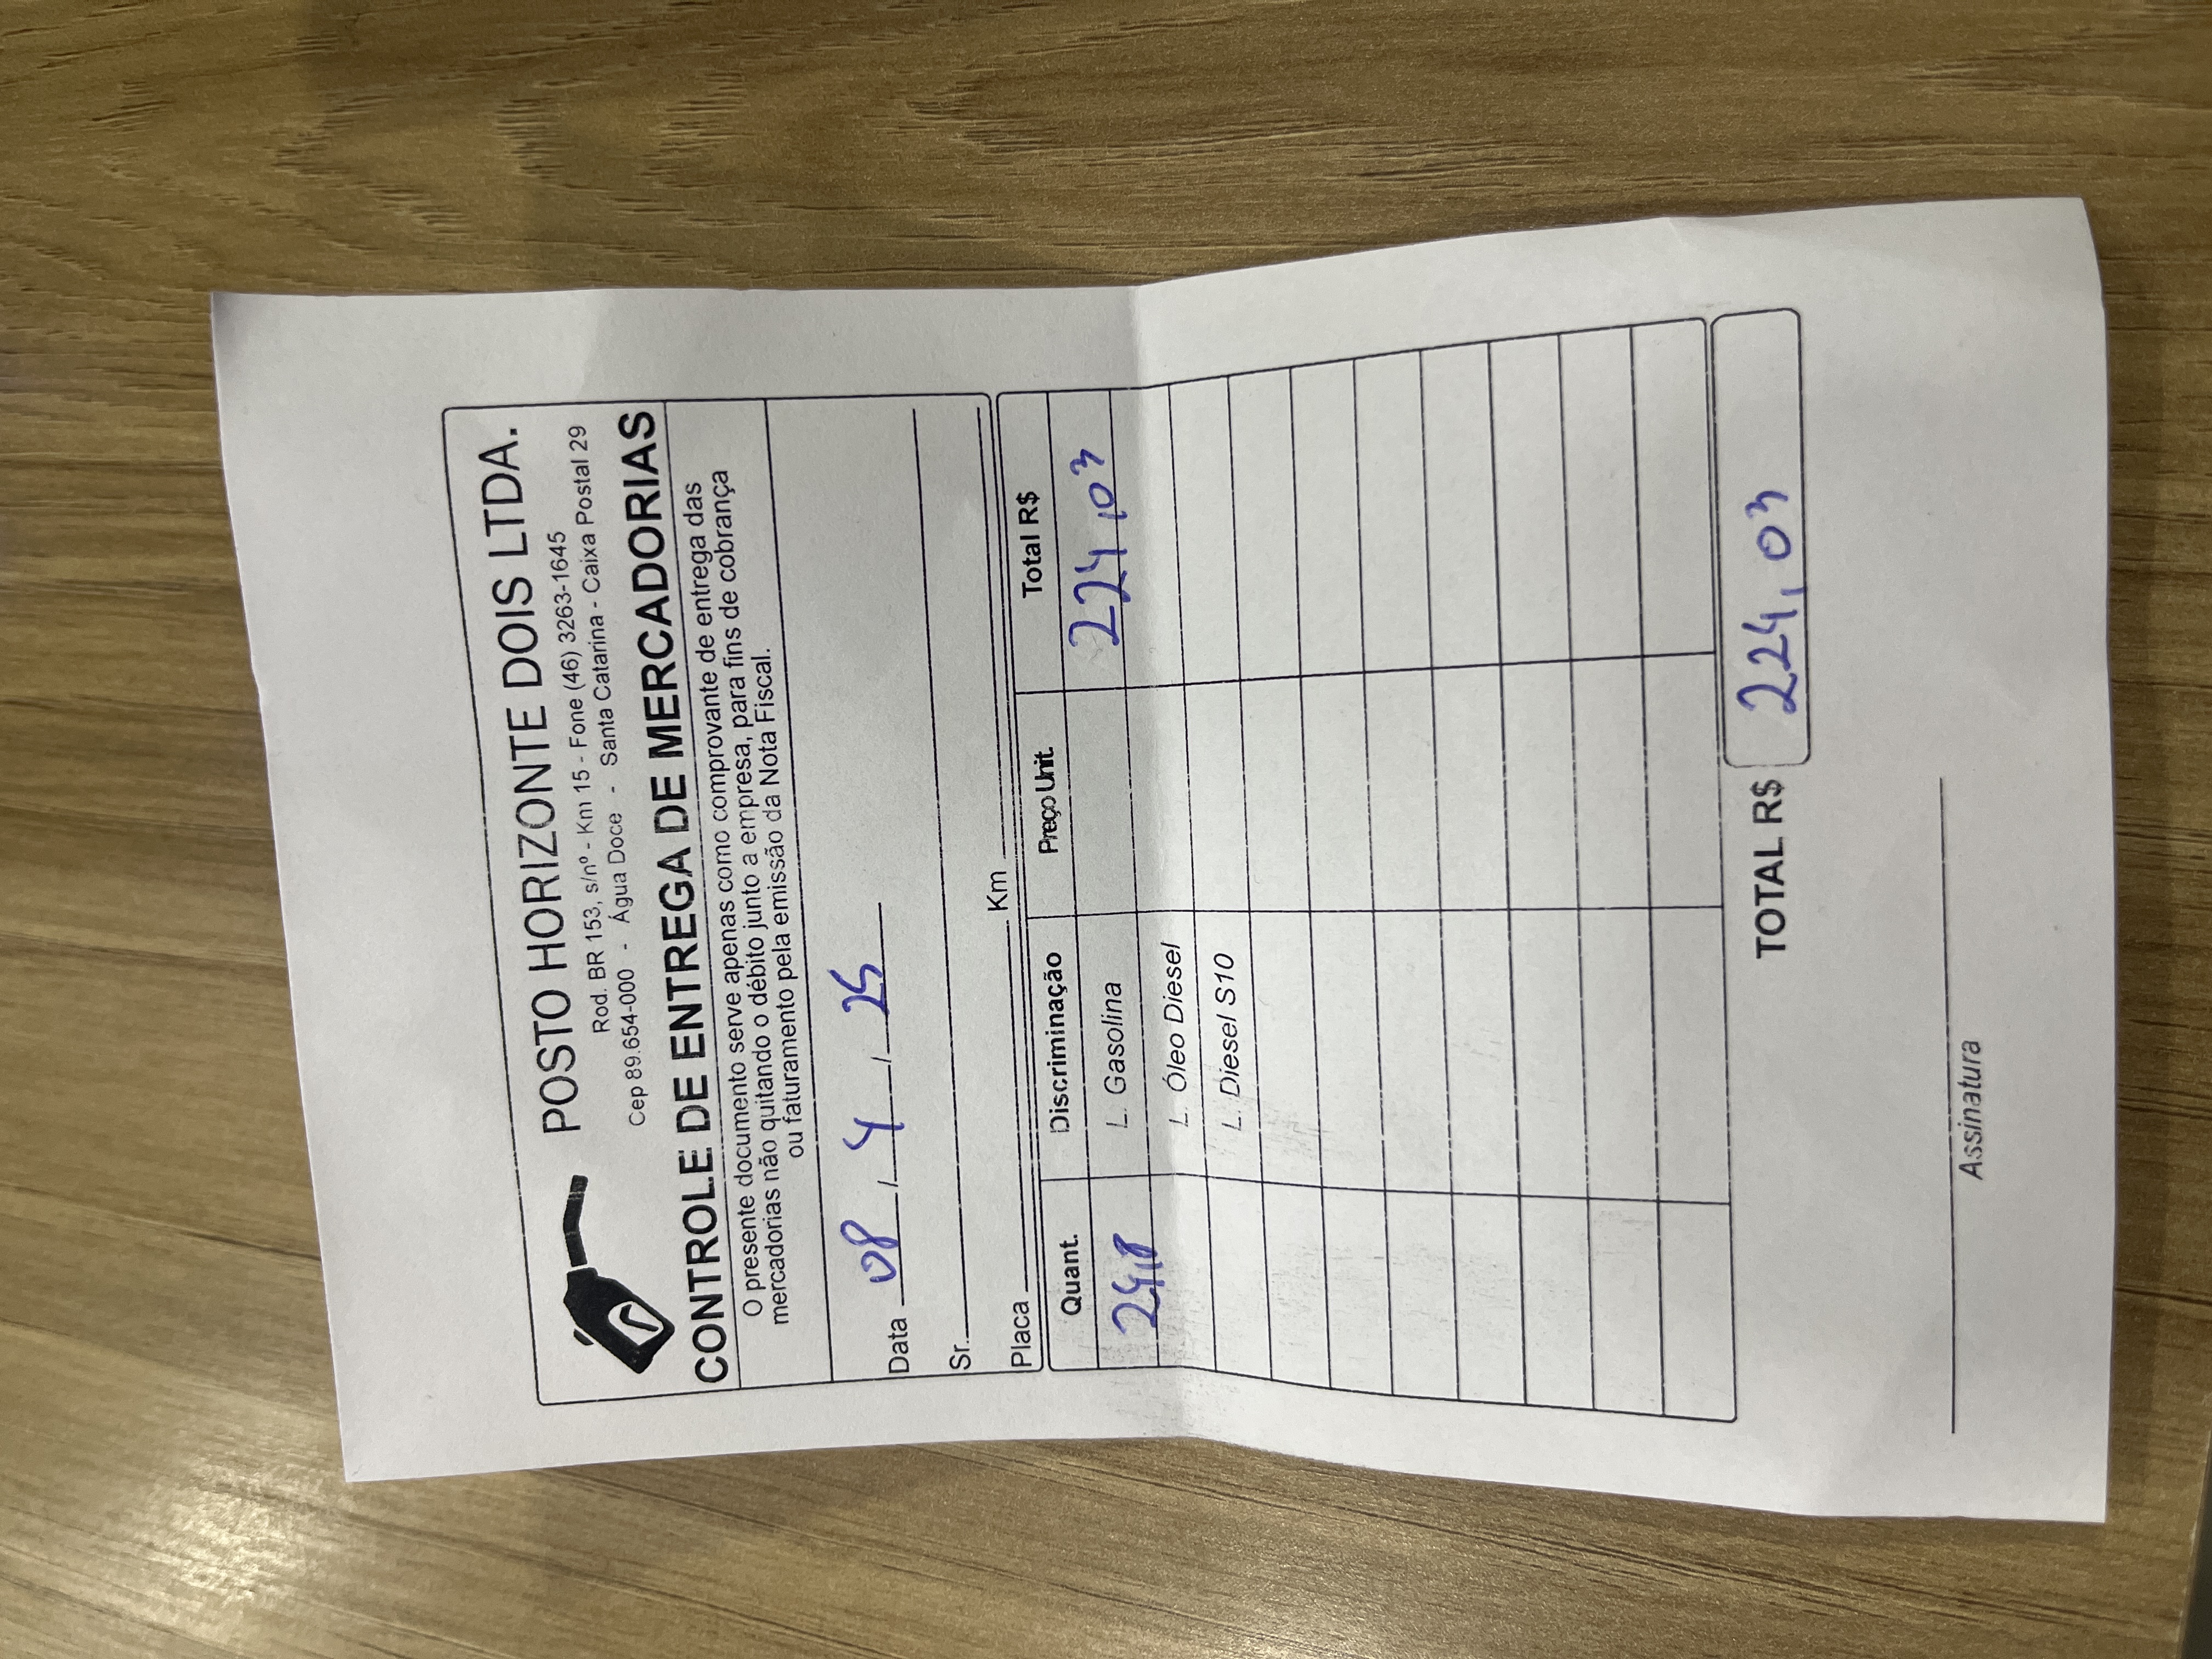 POSTO HORIZONTE DOIS LTDA.
Rod. BR 153, s/nº - Km 15 - Fone (46) 3263-1645
Cep 89.654-000 - Água Doce - Santa Catarina - Caixa Postal 29
CONTROLE DE ENTREGA DE MERCADORIAS
O presente documento serve apenas como comprovante de entrega das
mercadorias não quitando o débito junto a empresa, para fins de cobrança
ou faturamento pela emissão da Nota Fiscal.
Data 08 / 4 / 25
Sr.
Placa Km
Quant. Discriminação Preço Unit. Total R$
24,8 L. Gasolina 224,03
L. Óleo Diesel
L. Diesel S10
TOTAL R$ 224,03
Assinatura